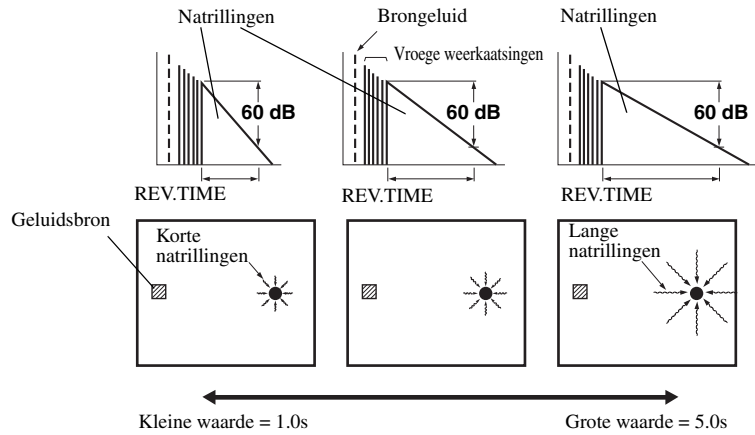 Natrillingen
Brongeluid
Natrillingen
Vroege weerkaatsingen
60 dB
60 dB
60 dB
REV.TIME
REV.TIME
REV.TIME
Geluidsbron
Korte
natrillingen
Lange
natrillingen
Kleine waarde = 1.0s
Grote waarde = 5.0s